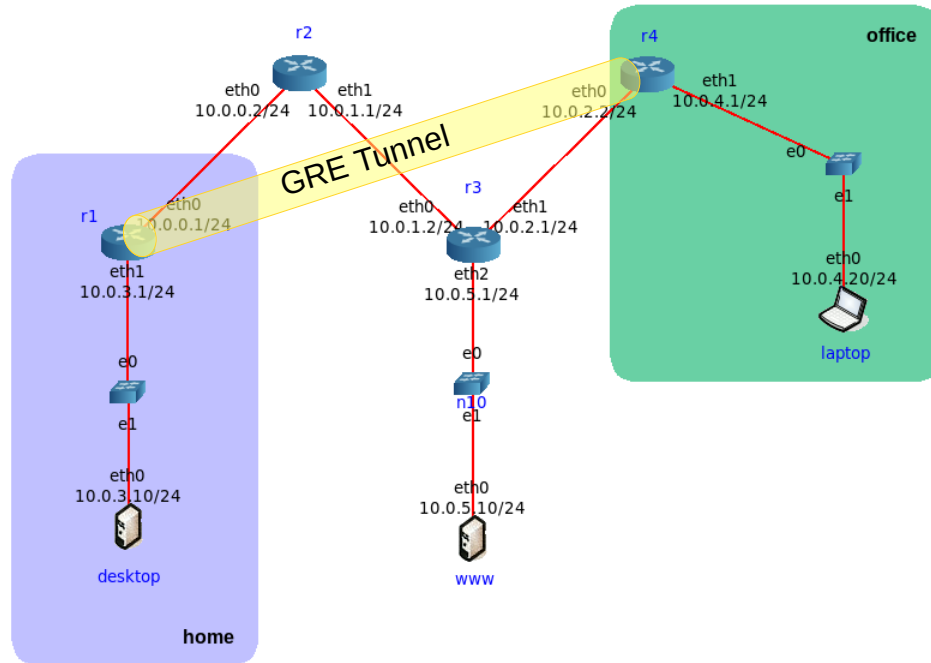 r2
r4
office
eth0
10.0.0.2/24
eth1
10.0.1.1/24
eth0
10.0.2.2/24
eth1
10.0.4.1/24
GRE Tunnel
e0
e1
r3
r1
eth0
10.0.0.1/24
eth0
10.0.1.2/24
eth1
10.0.2.1/24
eth1
10.0.3.1/24
eth2
10.0.5.1/24
eth0
10.0.4.20/24
laptop
e0
e1
e0
n10
e1
eth0
10.0.3.10/24
desktop
eth0
10.0.5.10/24
www
home